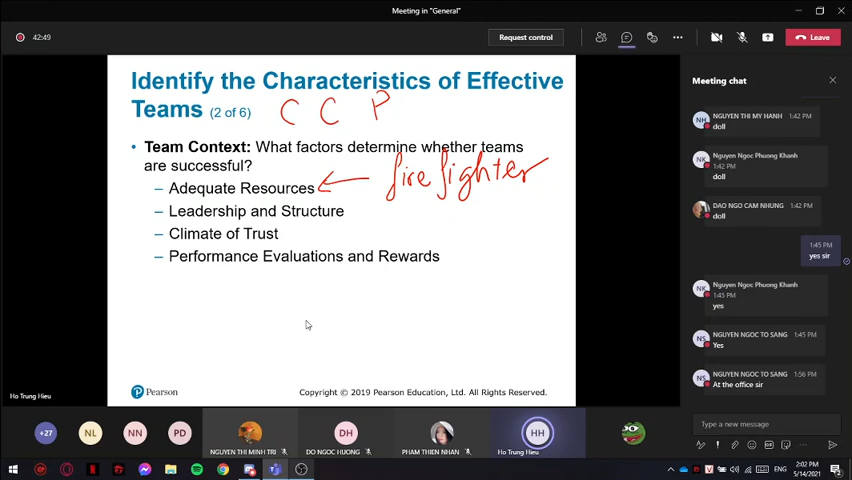 Meeting in "General"
42:49
Request control
Leave
Identify the Characteristics of Effective
Teams (2 of 6)
C C P
• Team Context: What factors determine whether teams
are successful?
– Adequate Resources
fire fighter
– Leadership and Structure
– Climate of Trust
– Performance Evaluations and Rewards
Ho Trung Hieu
Pearson
Copyright © 2019 Pearson Education, Ltd. All Rights Reserved.
Meeting chat
NH
NGUYEN THI MY HANH 1:42 PM
doll
NK
Nguyen Ngoc Phuong Khanh
1:42 PM
doll
DAO NGO CAM NHUNG 1:42 PM
doll
1:45 PM
yes sir
NK
Nguyen Ngoc Phuong Khanh
1:45 PM
yes
NS
NGUYEN NGOC TO SANG 1:45 PM
Yes
NS
NGUYEN NGOC TO SANG 1:56 PM
At the office sir
Type a new message
+27
NL
NN
PD
NGUYEN THI MINH TRI
DH
DO NGOC HUONG
PHAM THIEN NHAN
HH
Ho Trung Hieu
V
2:02 PM
5/14/2021